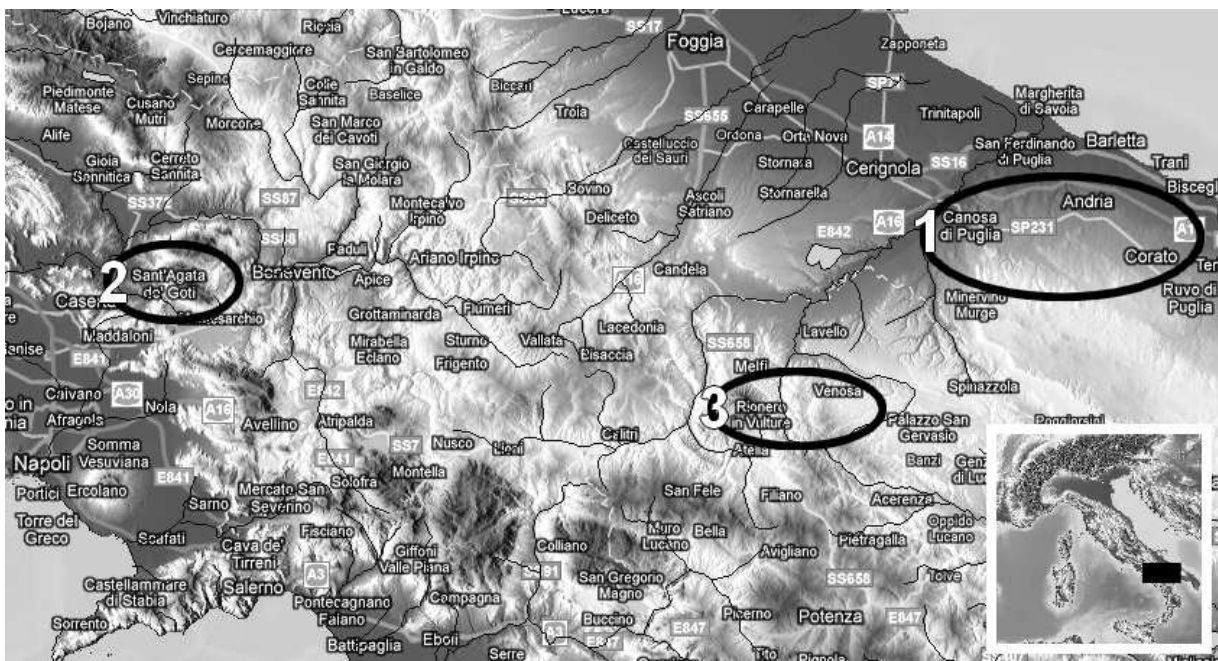 Bojano
Vinchiaturo
Riccia
Lucera
SS17
Foggia
Zapponeta
Cercemaggiore
San Bartolomeo
in Galdo
Sepino
Colle
Sannita
Baselice
Biccari
Troia
SS655
Carapelle
Trinitapoli
Margherita
di Savoia
Piedimonte
Matese
Cusano
Mutri
Morcone
San Marco
dei Cavoti
Castelluccio
dei Sauri
Ordona
Orta Nova
A14
San Ferdinando
di Puglia
Barletta
Alife
Gioia
Sannitica
Cerreto
Sannita
San Giorgio
la Molara
Stornara
Cerignola
SS16
Trani
SS87
Montecalvo
Irpino
Bovino
Ascoli
Satriano
Stornarella
Andria
Deliceto
A16
E842
1
Canosa
di Puglia
SP231
Corato
2
Sant'Agata
de' Goti
Benevento
Paduli
Apice
Ariano Irpino
Candela
Ruvo di
Puglia
Minervino
Murge
Maddaloni
Grottaminarda
Flumeri
Lacedonia
Lavello
E841
Mirabella
Eclano
Sturno
Vallata
Bisaccia
SS658
Frigento
Melfi
Spinazzola
Caivano
A30
Nola
A16
E842
3
Rionero
in Vulture
Venosa
Palazzo San
Gervasio
Afragola
Avellino
Atripalda
SS7
Nusco
Lioni
Calitri
Atella
Poggiorsini
Banzi
Somma
Vesuviana
E841
Montella
Napoli
Portici
Ercolano
Solofra
San Fele
Filiano
Acerenza
Sarno
Mercato San
Severino
Torre del
Greco
Scafati
Fisciano
Muro
Lucano
Bella
Oppido
Lucano
Cava de'
Tirreni
Giffoni
Valle Piana
Colliano
Avigliano
Pietragalla
Castellammare
di Stabia
Salerno
A3
San Gregorio
Magno
SS658
Tolve
Sorrento
Pontecagnano
Faiano
Campagna
Buccino
Picerno
Potenza
E847
Battipaglia
Eboli
A3
E847
E847
Serre
Tito
Pignola